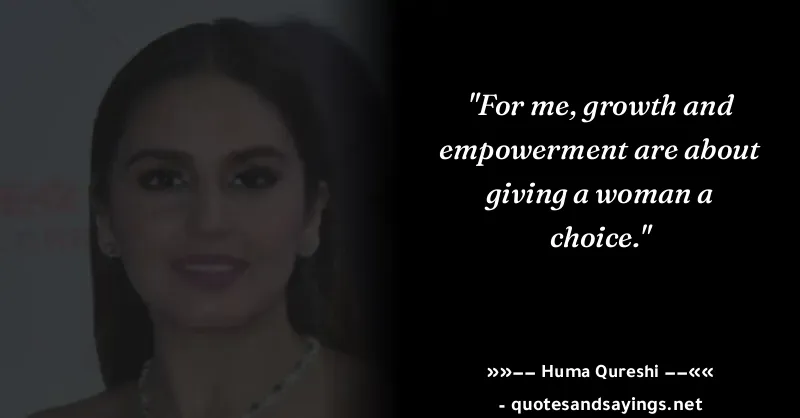 "For me, growth and
empowerment are about
giving a woman a
choice."
»»–– Huma Qureshi ––««
- quotesandsayings.net